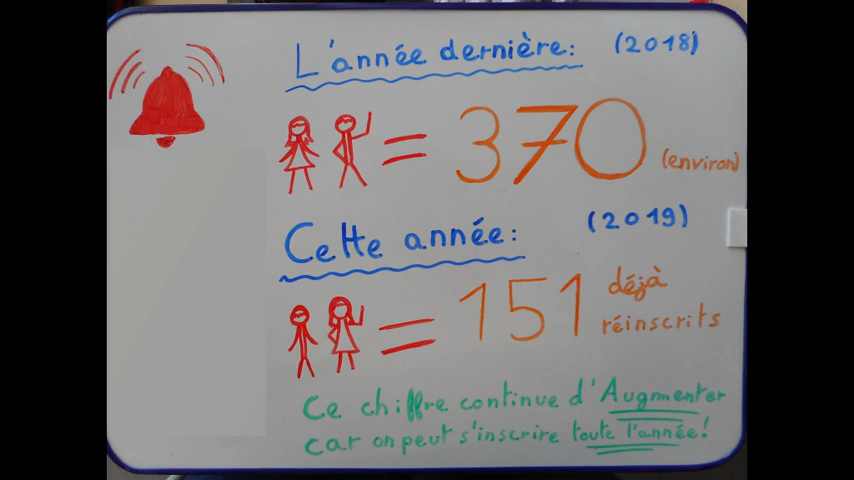 L'année dernière: (2018)
= 370 (environ)
Cette année: (2019)
= 151 déjà
réinscrits
Ce chiffre continue d'Augmenter
car on peut s'inscrire toute l'année!